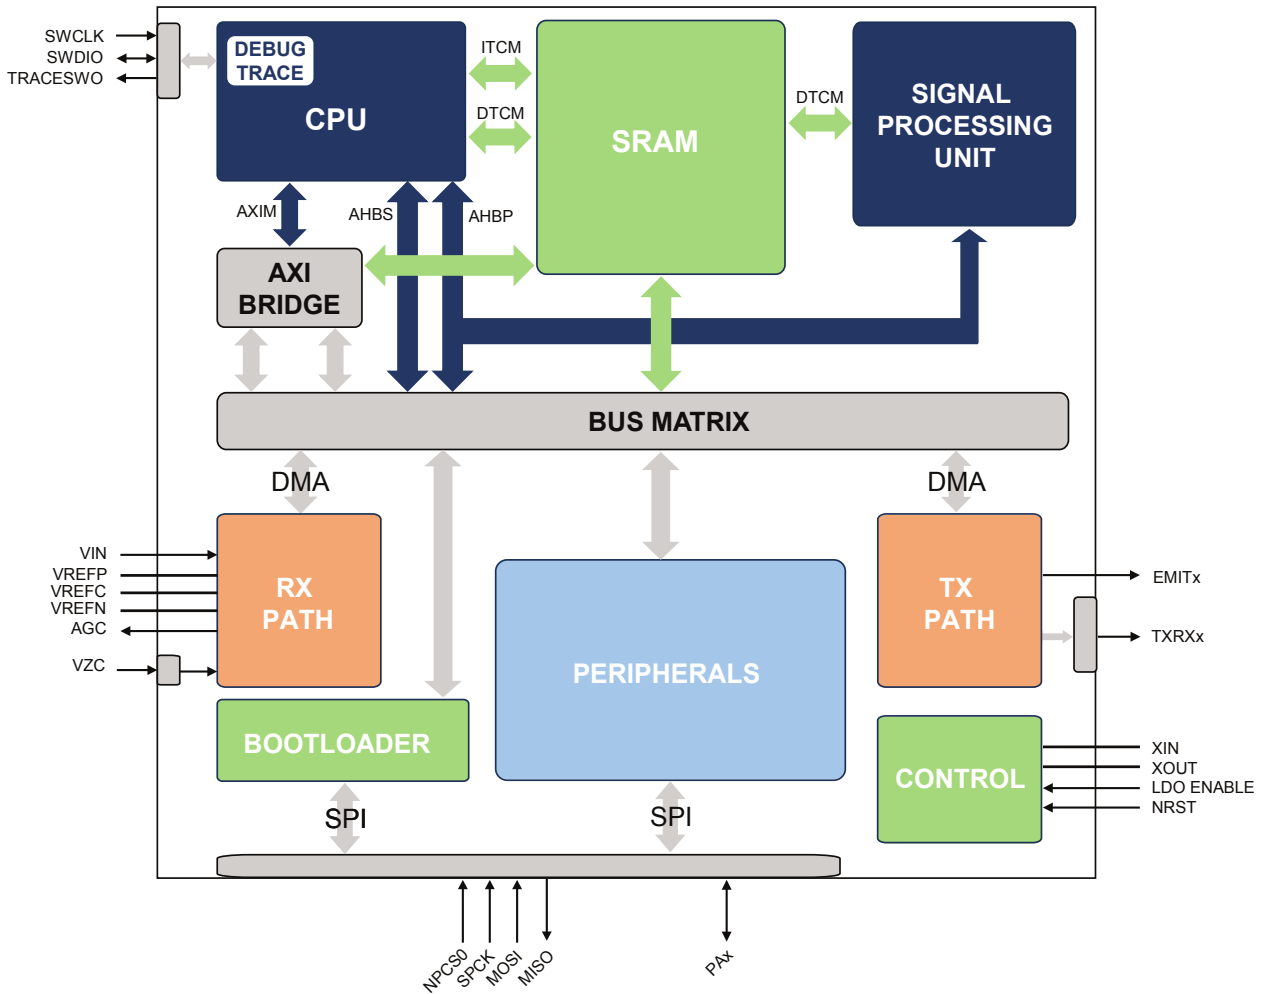 SWCLK
SWDIO
TRACESWO
DEBUG
TRACE
CPU
ITCM
DTCM
SRAM
DTCM
SIGNAL
PROCESSING
UNIT
AXIM
AHBS
AHBP
AXI
BRIDGE
BUS MATRIX
DMA
DMA
VIN
VREFP
VREFC
VREFN
AGC
VZC
RX
PATH
TX
PATH
EMITx
TXRXx
PERIPHERALS
BOOTLOADER
CONTROL
XIN
XOUT
LDO ENABLE
NRST
SPI
SPI
NPCS0
SPCK
MOSI
MISO
PAx